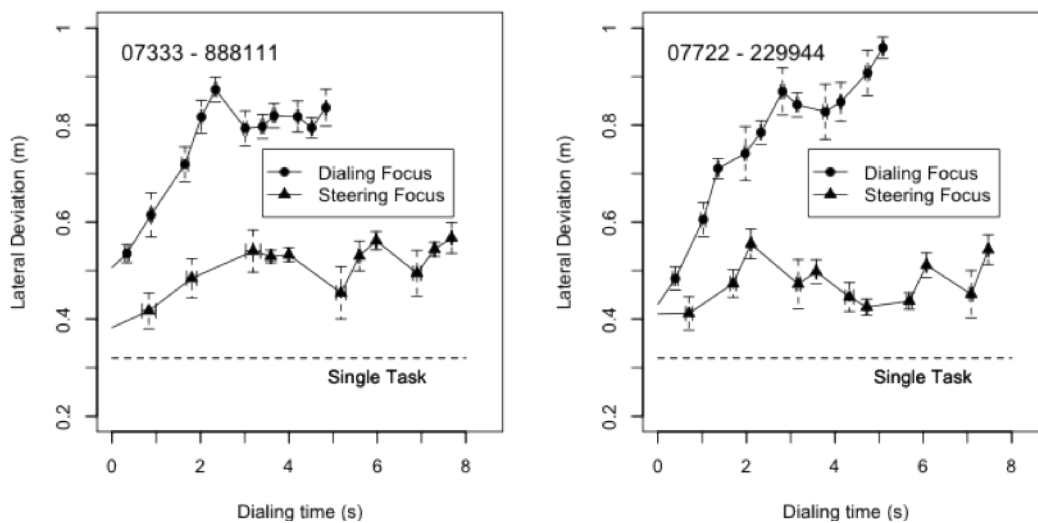 07333 - 888111
Lateral Deviation (m)
1
0.8
0.6
0.4
0.2
Dialing Focus
Steering Focus
Single Task
0 2 4 6 8
Dialing time (s)
07722 - 229944
Lateral Deviation (m)
1
0.8
0.6
0.4
0.2
Dialing Focus
Steering Focus
Single Task
0 2 4 6 8
Dialing time (s)